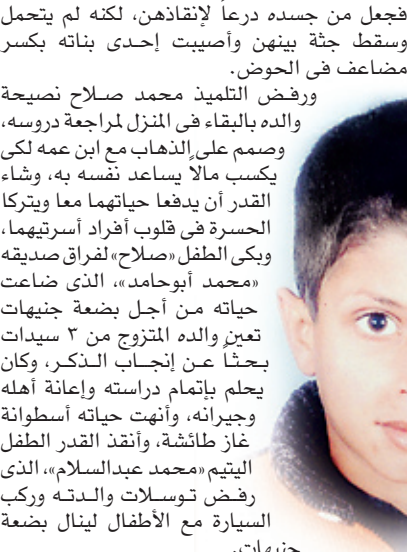 فجعل من جسده درعاً لإنقاذهن، لكنه لم يتحمل
وسقط جثة بينهن وأصيبت إحدى بناته بكسر
مضاعف فى الحوض.
ورفض التلميذ محمد صلاح نصيحة
والده بالبقاء فى المنزل لمراجعة دروسه،
وصمم على الذهاب مع ابن عمه لكى
يكسب مالاً يساعد نفسه به، وشاء
القدر أن يدفعا حياتهما معا ويتركا
الحسرة فى قلوب أفراد أسرتيهما،
وبكى الطفل «صلاح» لفراق صديقه
«محمد أبوحامد»، الذى ضاعت
حياته من أجل بضعة جنيهات
تعين والده المتزوج من ٣ سيدات
بحثاً عن إنجاب الذكر، وكان
يحلم بإتمام دراسته وإعانة أهله
وجيرانه، وأنهت حياته أسطوانة
غاز طائشة، وأنقذ القدر الطفل
اليتيم «محمد عبدالسلام»، الذى
رفض توسلات والدته وركب
السيارة مع الأطفال لينال بضعة
جنيهات.